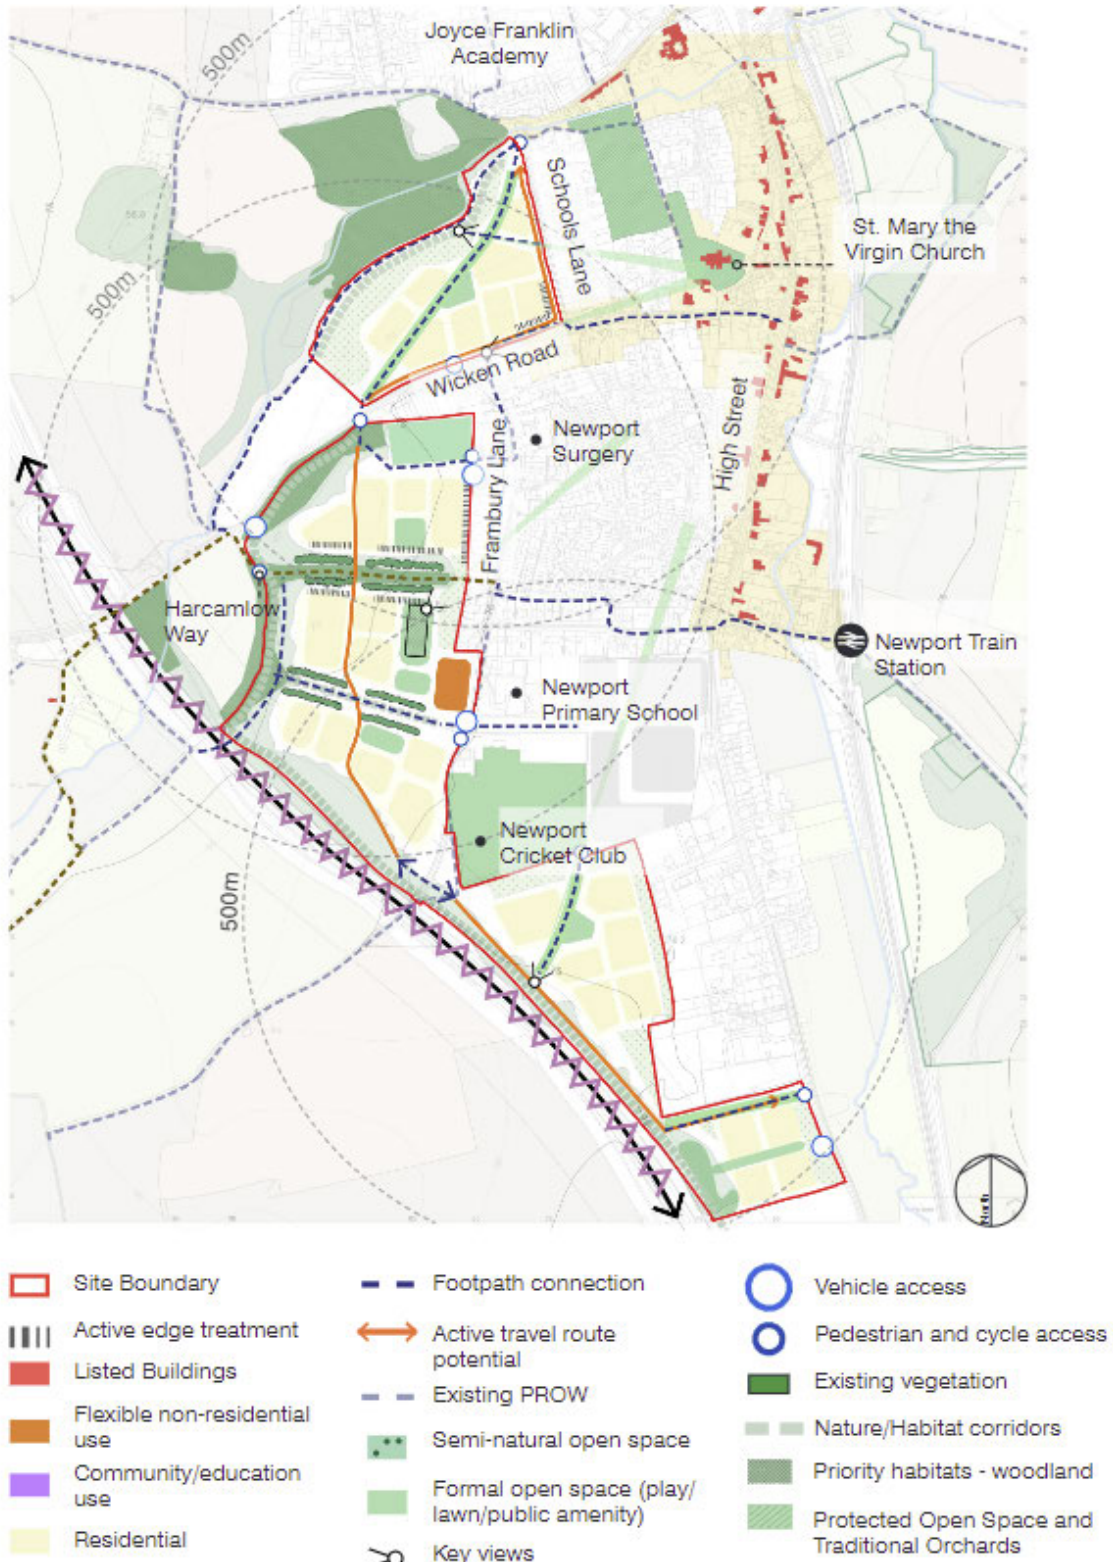 Joyce Franklin
Academy
500m
Schools Lane
St. Mary the
Virgin Church
500m
Wicken Road
High Street
Newport
Surgery
Frambury Lane
Harcamlow
Way
Newport Train
Station
Newport
Primary School
Newport
Cricket Club
500m
North
Site Boundary
Active edge treatment
Listed Buildings
Flexible non-residential
use
Community/education
use
Residential
Footpath connection
Active travel route
potential
Existing PROW
Semi-natural open space
Formal open space (play/
lawn/public amenity)
Key views
Vehicle access
Pedestrian and cycle access
Existing vegetation
Nature/Habitat corridors
Priority habitats - woodland
Protected Open Space and
Traditional Orchards